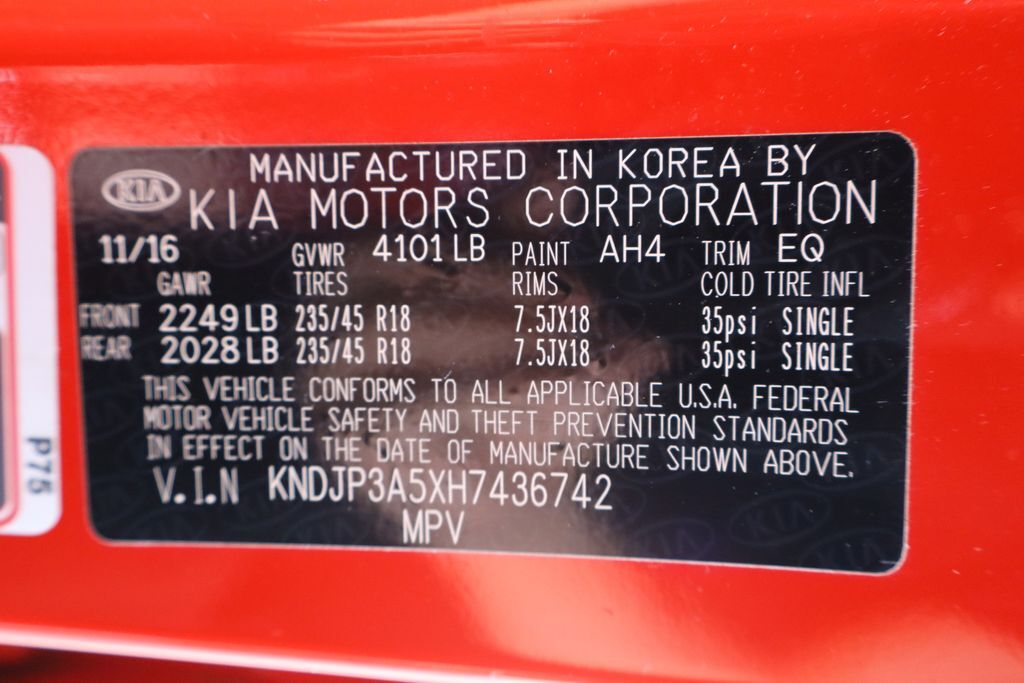 MANUFACTURED IN KOREA BY
KIA KIA MOTORS CORPORATION
11/16 GVWR 4101 LB PAINT AH4 TRIM EQ
GAWR TIRES RIMS COLD TIRE INFL
FRONT 2249 LB 235/45 R18 7.5JX18 35psi SINGLE
REAR 2028 LB 235/45 R18 7.5JX18 35psi SINGLE
THIS VEHICLE CONFORMS TO ALL APPLICABLE U.S.A. FEDERAL
MOTOR VEHICLE SAFETY AND THEFT PREVENTION STANDARDS
IN EFFECT ON THE DATE OF MANUFACTURE SHOWN ABOVE.
V.I.N KNDJP3A5XH7436742
MPV
P75